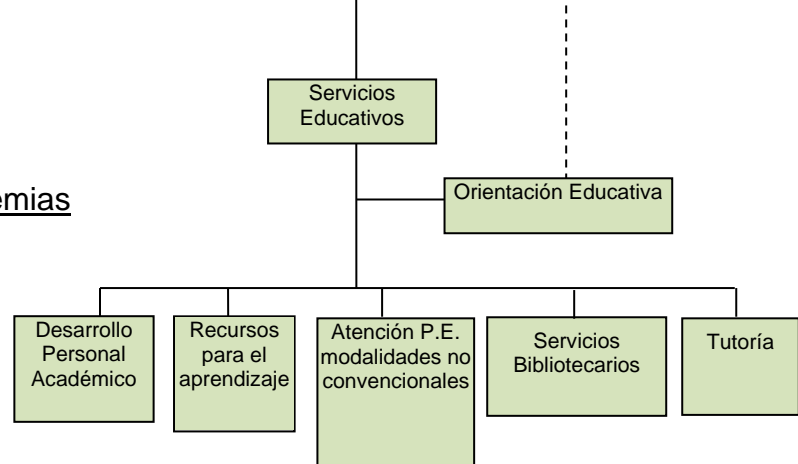 Servicios
Educativos
emias
Orientación Educativa
Desarrollo
Personal
Académico
Recursos
para el
aprendizaje
Atención P.E.
modalidades no
convencionales
Servicios
Bibliotecarios
Tutoría